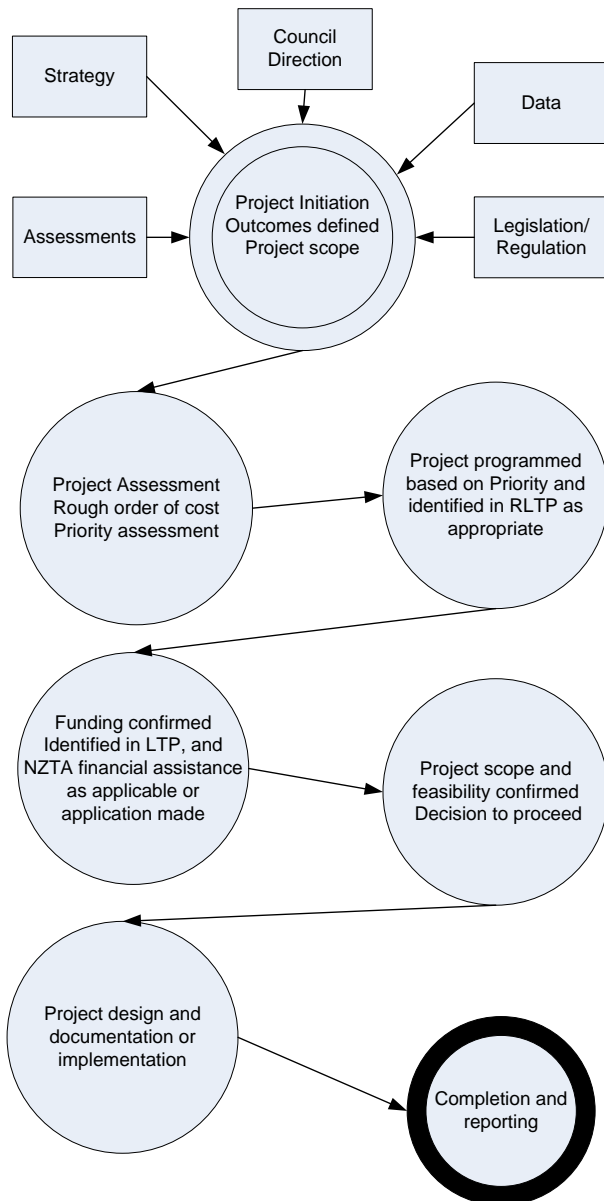 Council
Direction
Strategy
Data
Project Initiation
Outcomes defined
Project scope
Assessments
Legislation/
Regulation
Project Assessment
Rough order of cost
Priority assessment
Project programmed
based on Priority and
identified in RLTP as
appropriate
Funding confirmed
Identified in LTP, and
NZTA financial assistance
as applicable or
application made
Project scope and
feasibility confirmed
Decision to proceed
Project design and
documentation or
implementation
Completion and
reporting